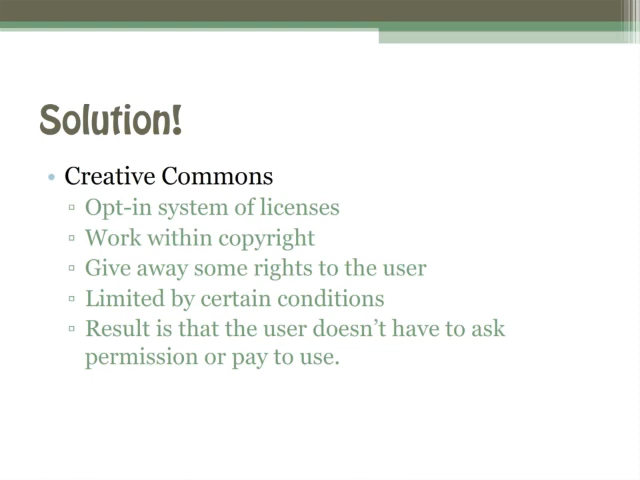 Solution!
• Creative Commons
▫ Opt-in system of licenses
▫ Work within copyright
▫ Give away some rights to the user
▫ Limited by certain conditions
▫ Result is that the user doesn’t have to ask
permission or pay to use.